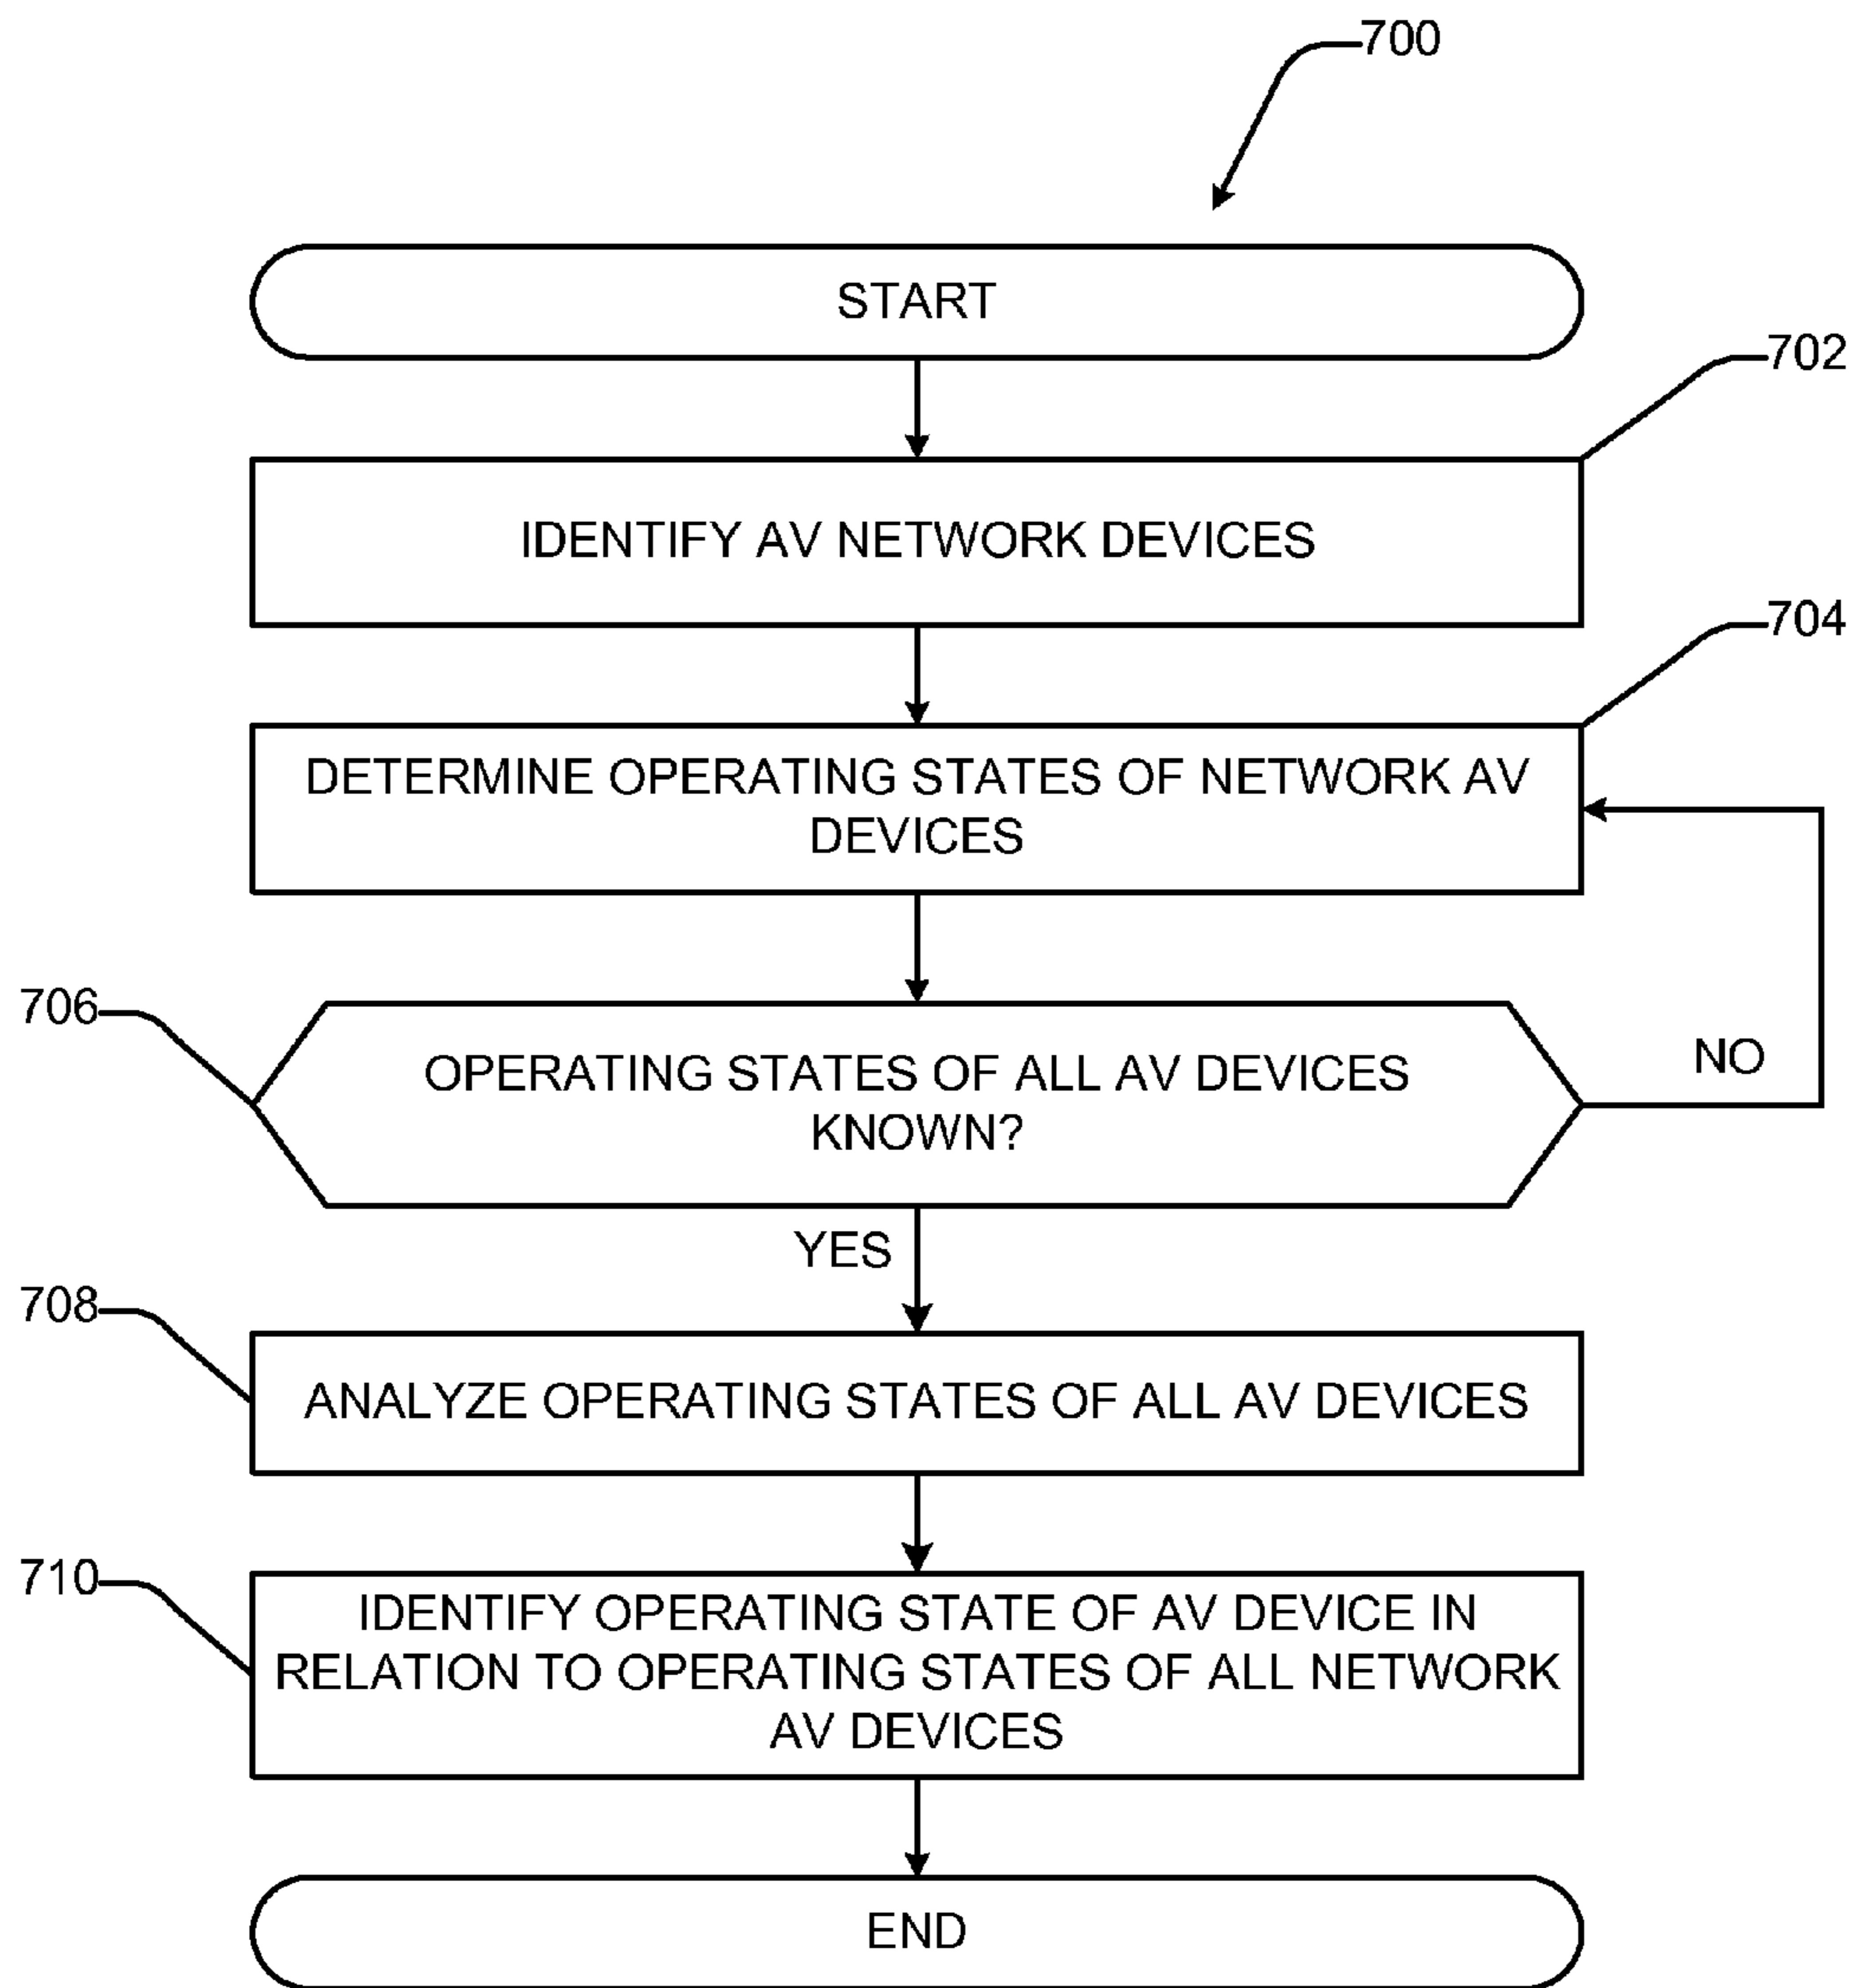 700
START
702
IDENTIFY AV NETWORK DEVICES
704
DETERMINE OPERATING STATES OF NETWORK AV
DEVICES
706
OPERATING STATES OF ALL AV DEVICES
KNOWN?
NO
YES
708
ANALYZE OPERATING STATES OF ALL AV DEVICES
710
IDENTIFY OPERATING STATE OF AV DEVICE IN
RELATION TO OPERATING STATES OF ALL NETWORK
AV DEVICES
END